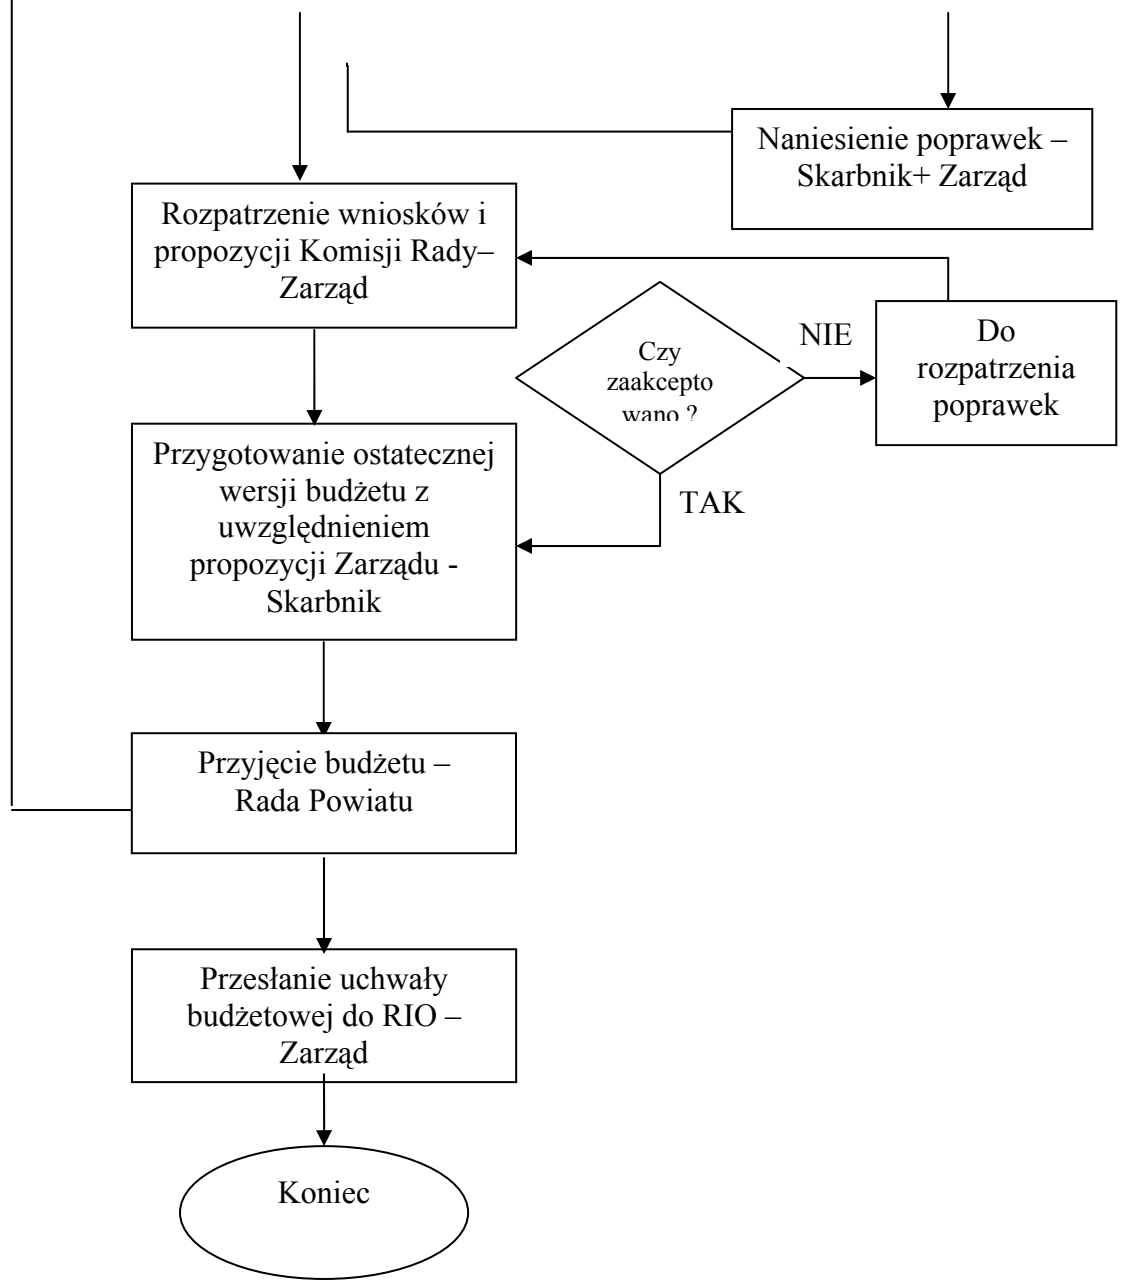 Naniesienie poprawek –
Skarbnik+ Zarząd
Rozpatrzenie wniosków i
propozycji Komisji Rady–
Zarząd
Czy
zaakcepto
wano ?
NIE
Do
rozpatrzenia
poprawek
TAK
Przygotowanie ostatecznej
wersji budżetu z
uwzględnieniem
propozycji Zarządu -
Skarbnik
Przyjęcie budżetu –
Rada Powiatu
Przesłanie uchwały
budżetowej do RIO –
Zarząd
Koniec